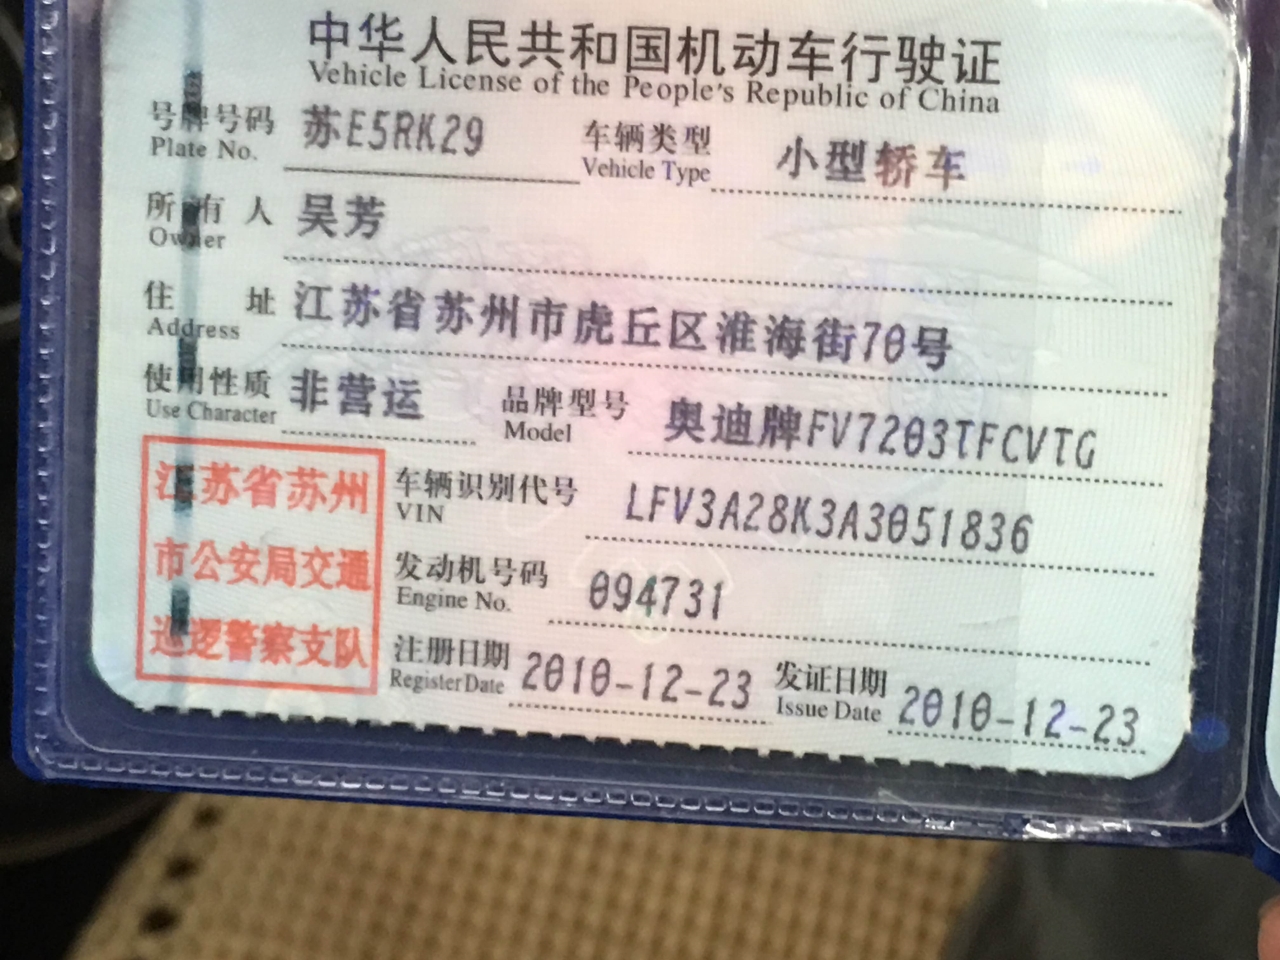 中华人民共和国机动车行驶证
Vehicle License of the People's Republic of China
号牌号码 苏E5RK29 车辆类型 小型轿车
Plate No. Vehicle Type
所有人 吴芳
Owner
住址 江苏省苏州市虎丘区淮海街70号
Address
使用性质 非营运 品牌型号 奥迪牌FV7203TFCVTG
Use Character Model
江苏省苏州
市公安局交通
巡逻警察支队
车辆识别代号 LFV3A28K3A3051836
VIN
发动机号码 094731
Engine No.
注册日期 2010-12-23 发证日期 2010-12-23
Register Date Issue Date